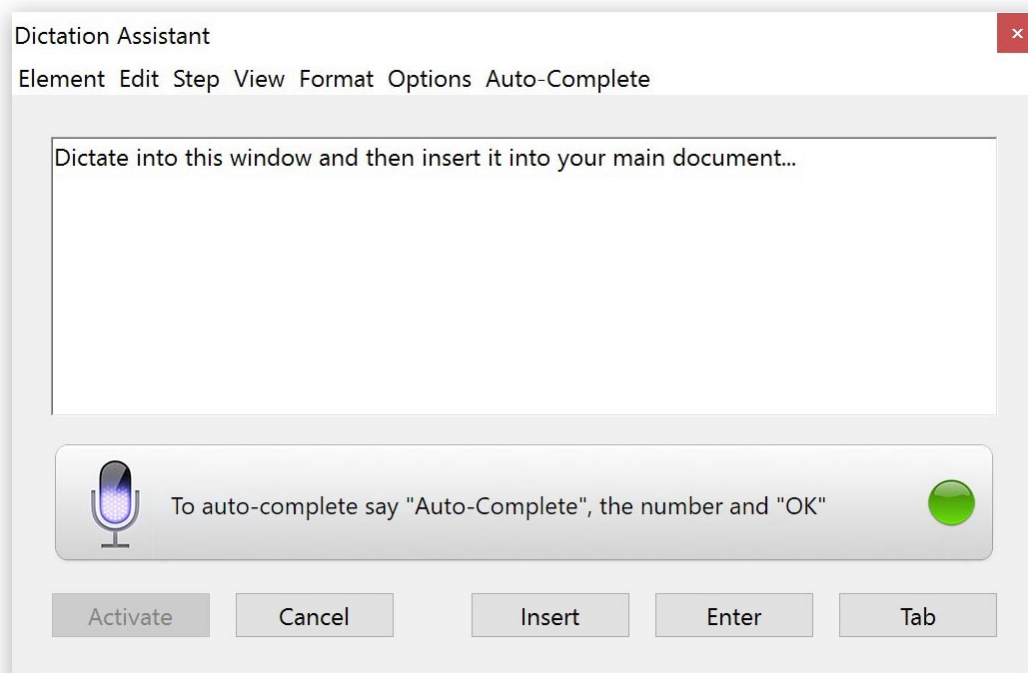 Dictation Assistant
Element Edit Step View Format Options Auto-Complete
Dictate into this window and then insert it into your main document...
To auto-complete say "Auto-Complete", the number and "OK"
Activate Cancel Insert Enter Tab